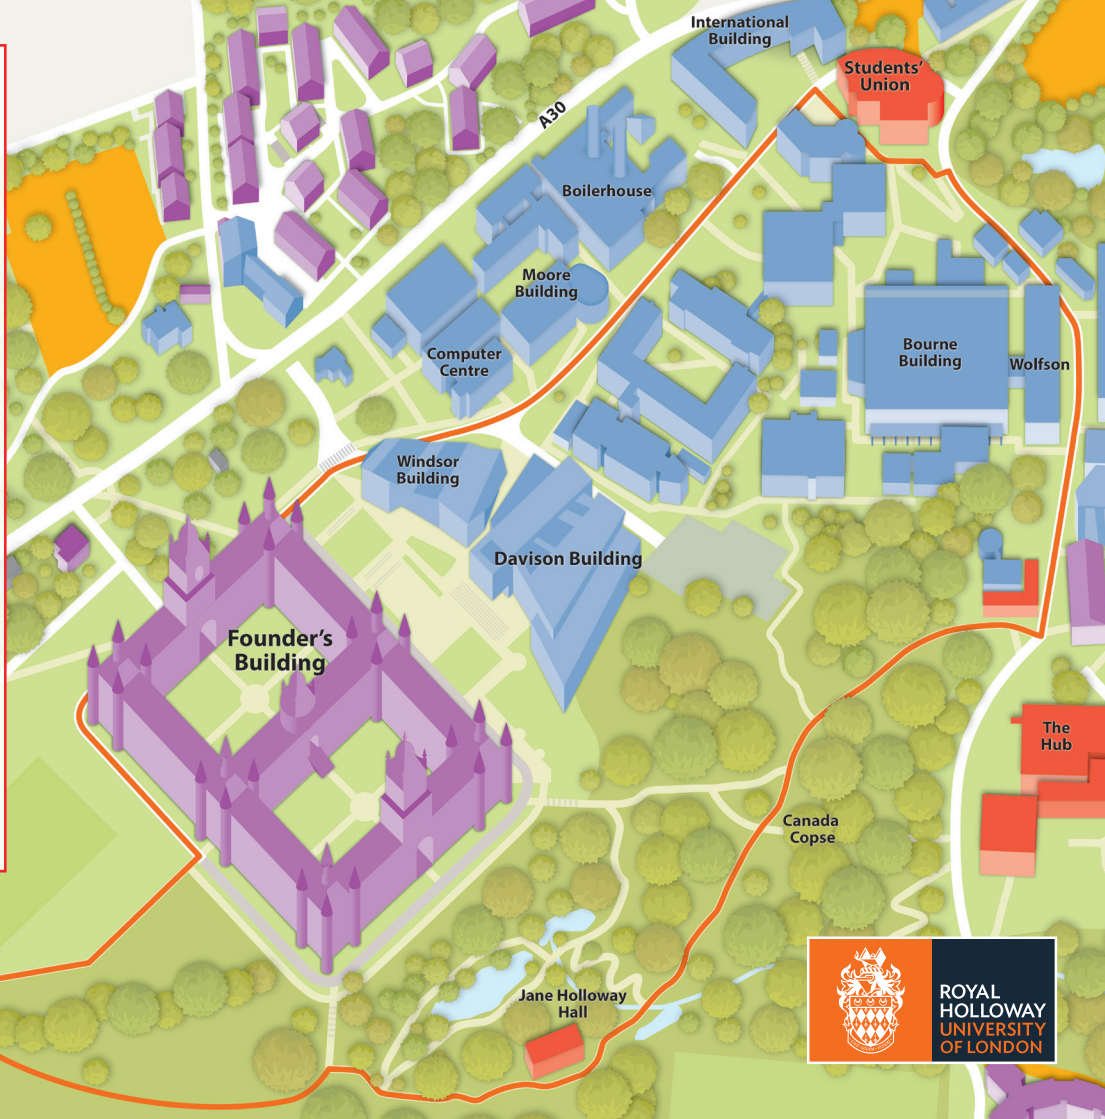 International
Building
Students'
Union
A30
Boilerhouse
Moore
Building
Computer
Centre
Bourne
Building
Wolfson
Windsor
Building
Davison Building
Founder's
Building
The
Hub
Canada
Copse
Jane Holloway
Hall
ROYAL
HOLLOWAY
UNIVERSITY
OF LONDON